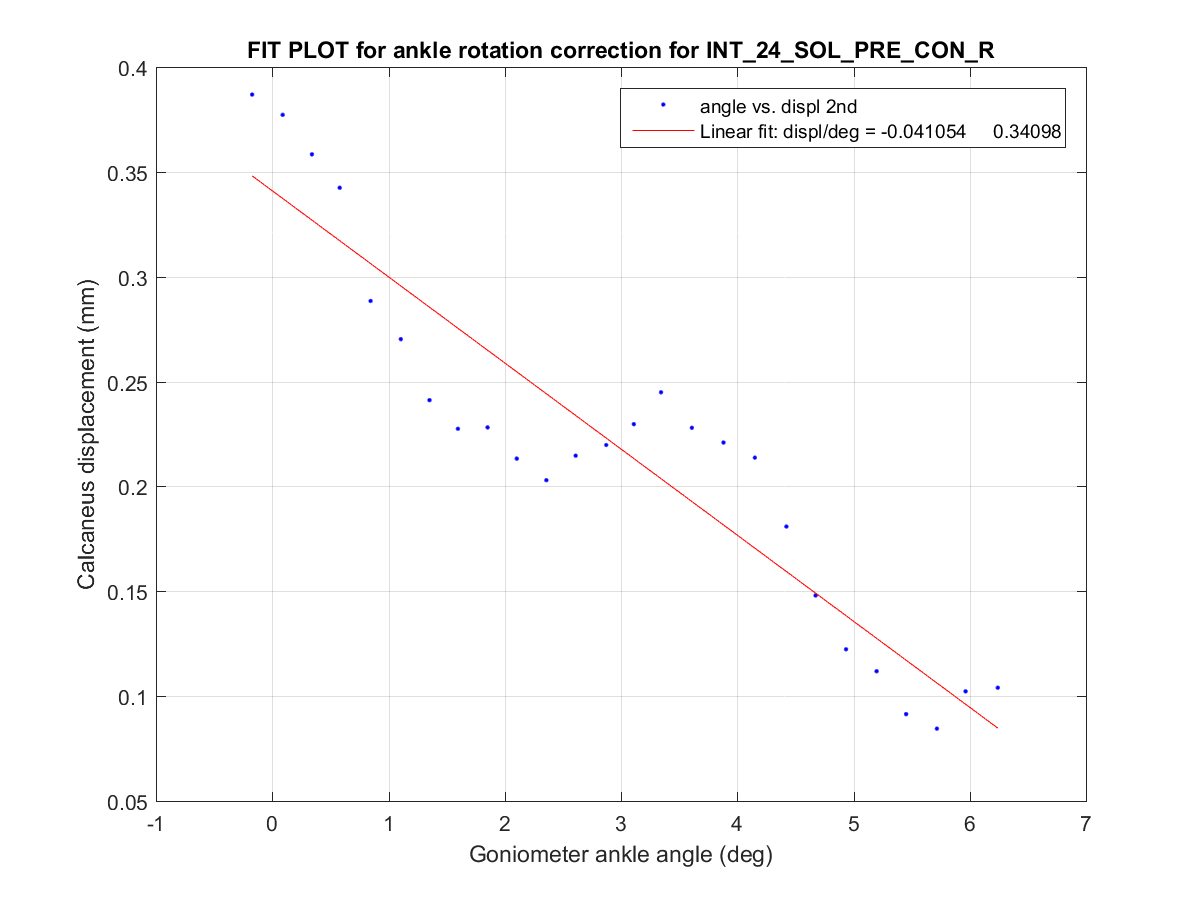 FIT PLOT for ankle rotation correction for INT_24_SOL_PRE_CON_R
angle vs. displ 2nd
Linear fit: displ/deg = -0.041054 0.34098
Calcaneus displacement (mm)
0.4
0.35
0.3
0.25
0.2
0.15
0.1
0.05
-1 0 1 2 3 4 5 6 7
Goniometer ankle angle (deg)